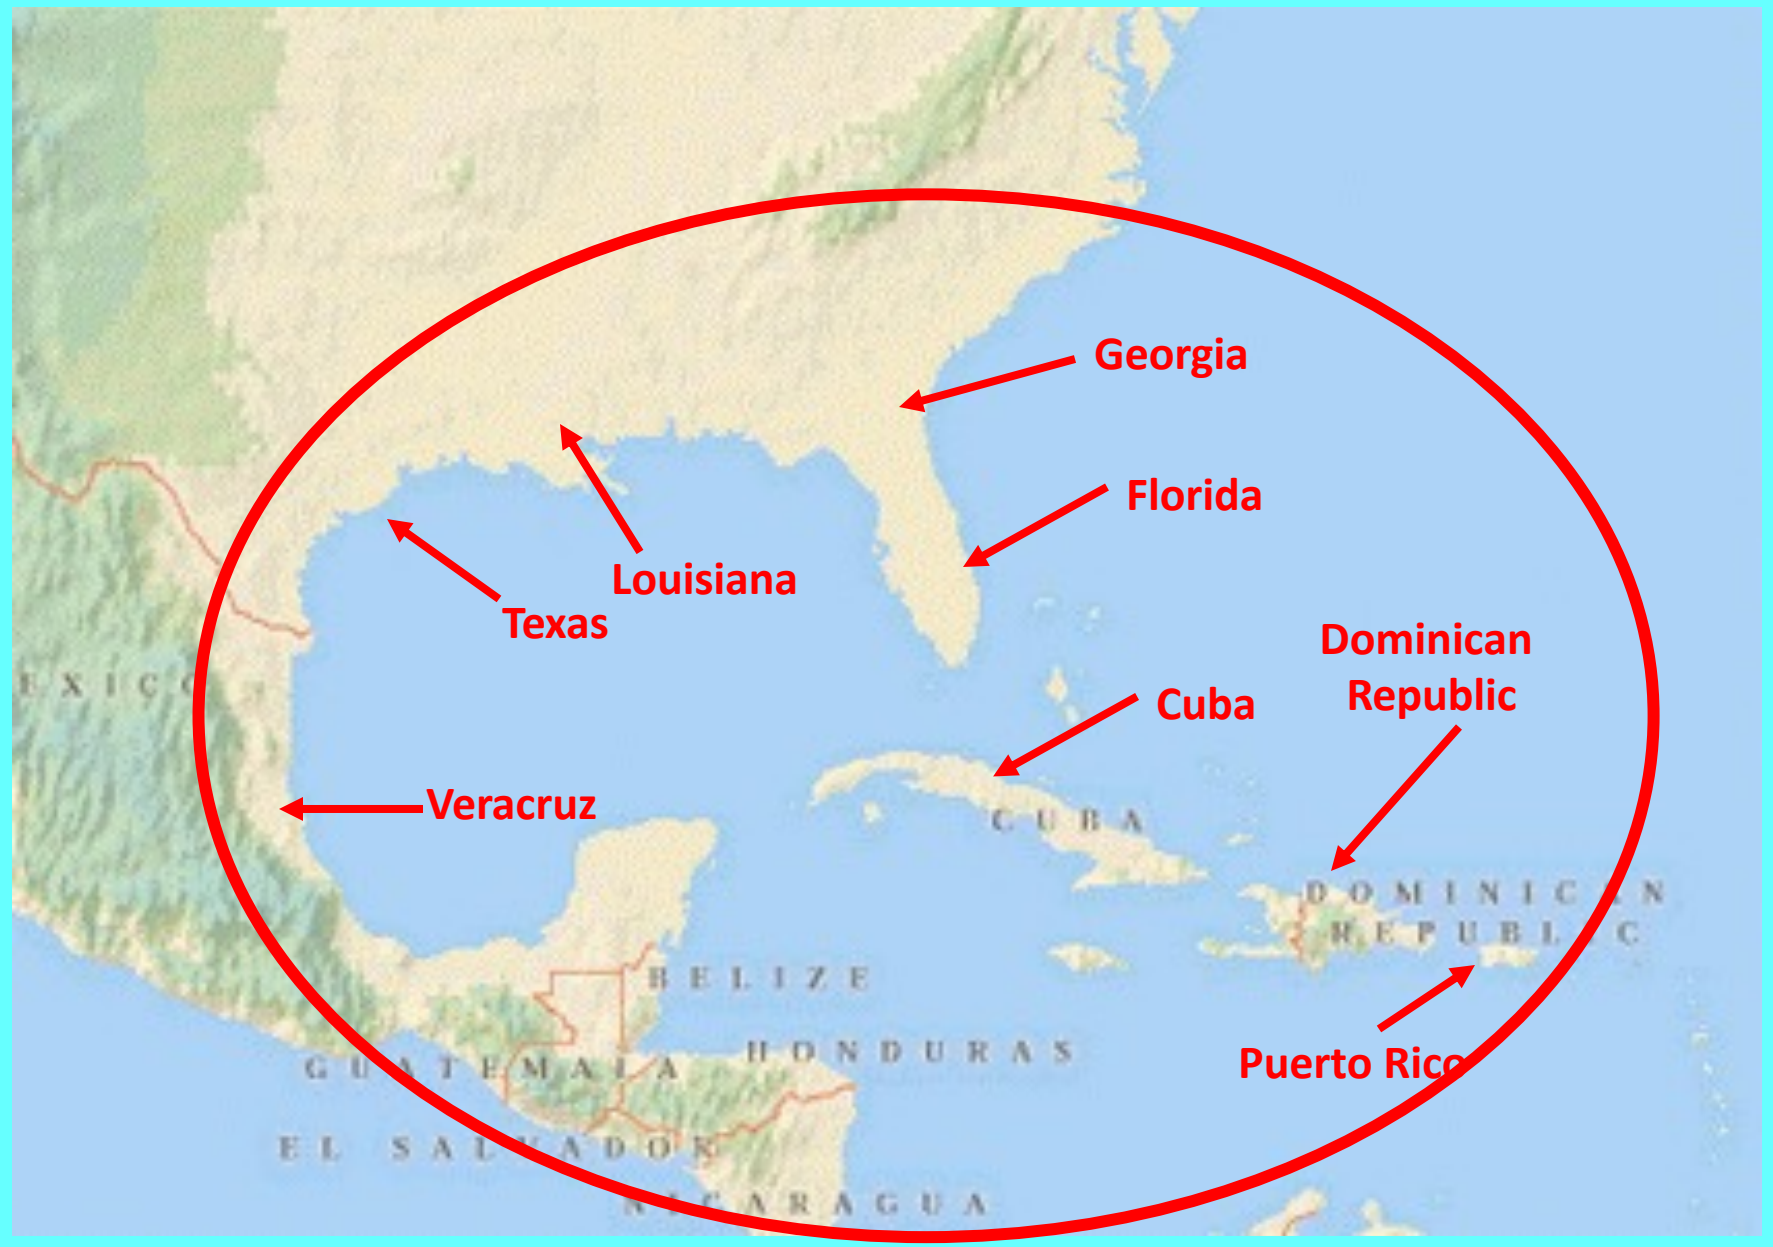 Georgia
Florida
Louisiana
Texas
Dominican
Republic
EXICO
Cuba
Veracruz
CUBA
DOMINICAN
REPUBLIC
BELIZE
Puerto Rico
HONDURAS
GUATEMALA
EL SALVADOR
NICARAGUA